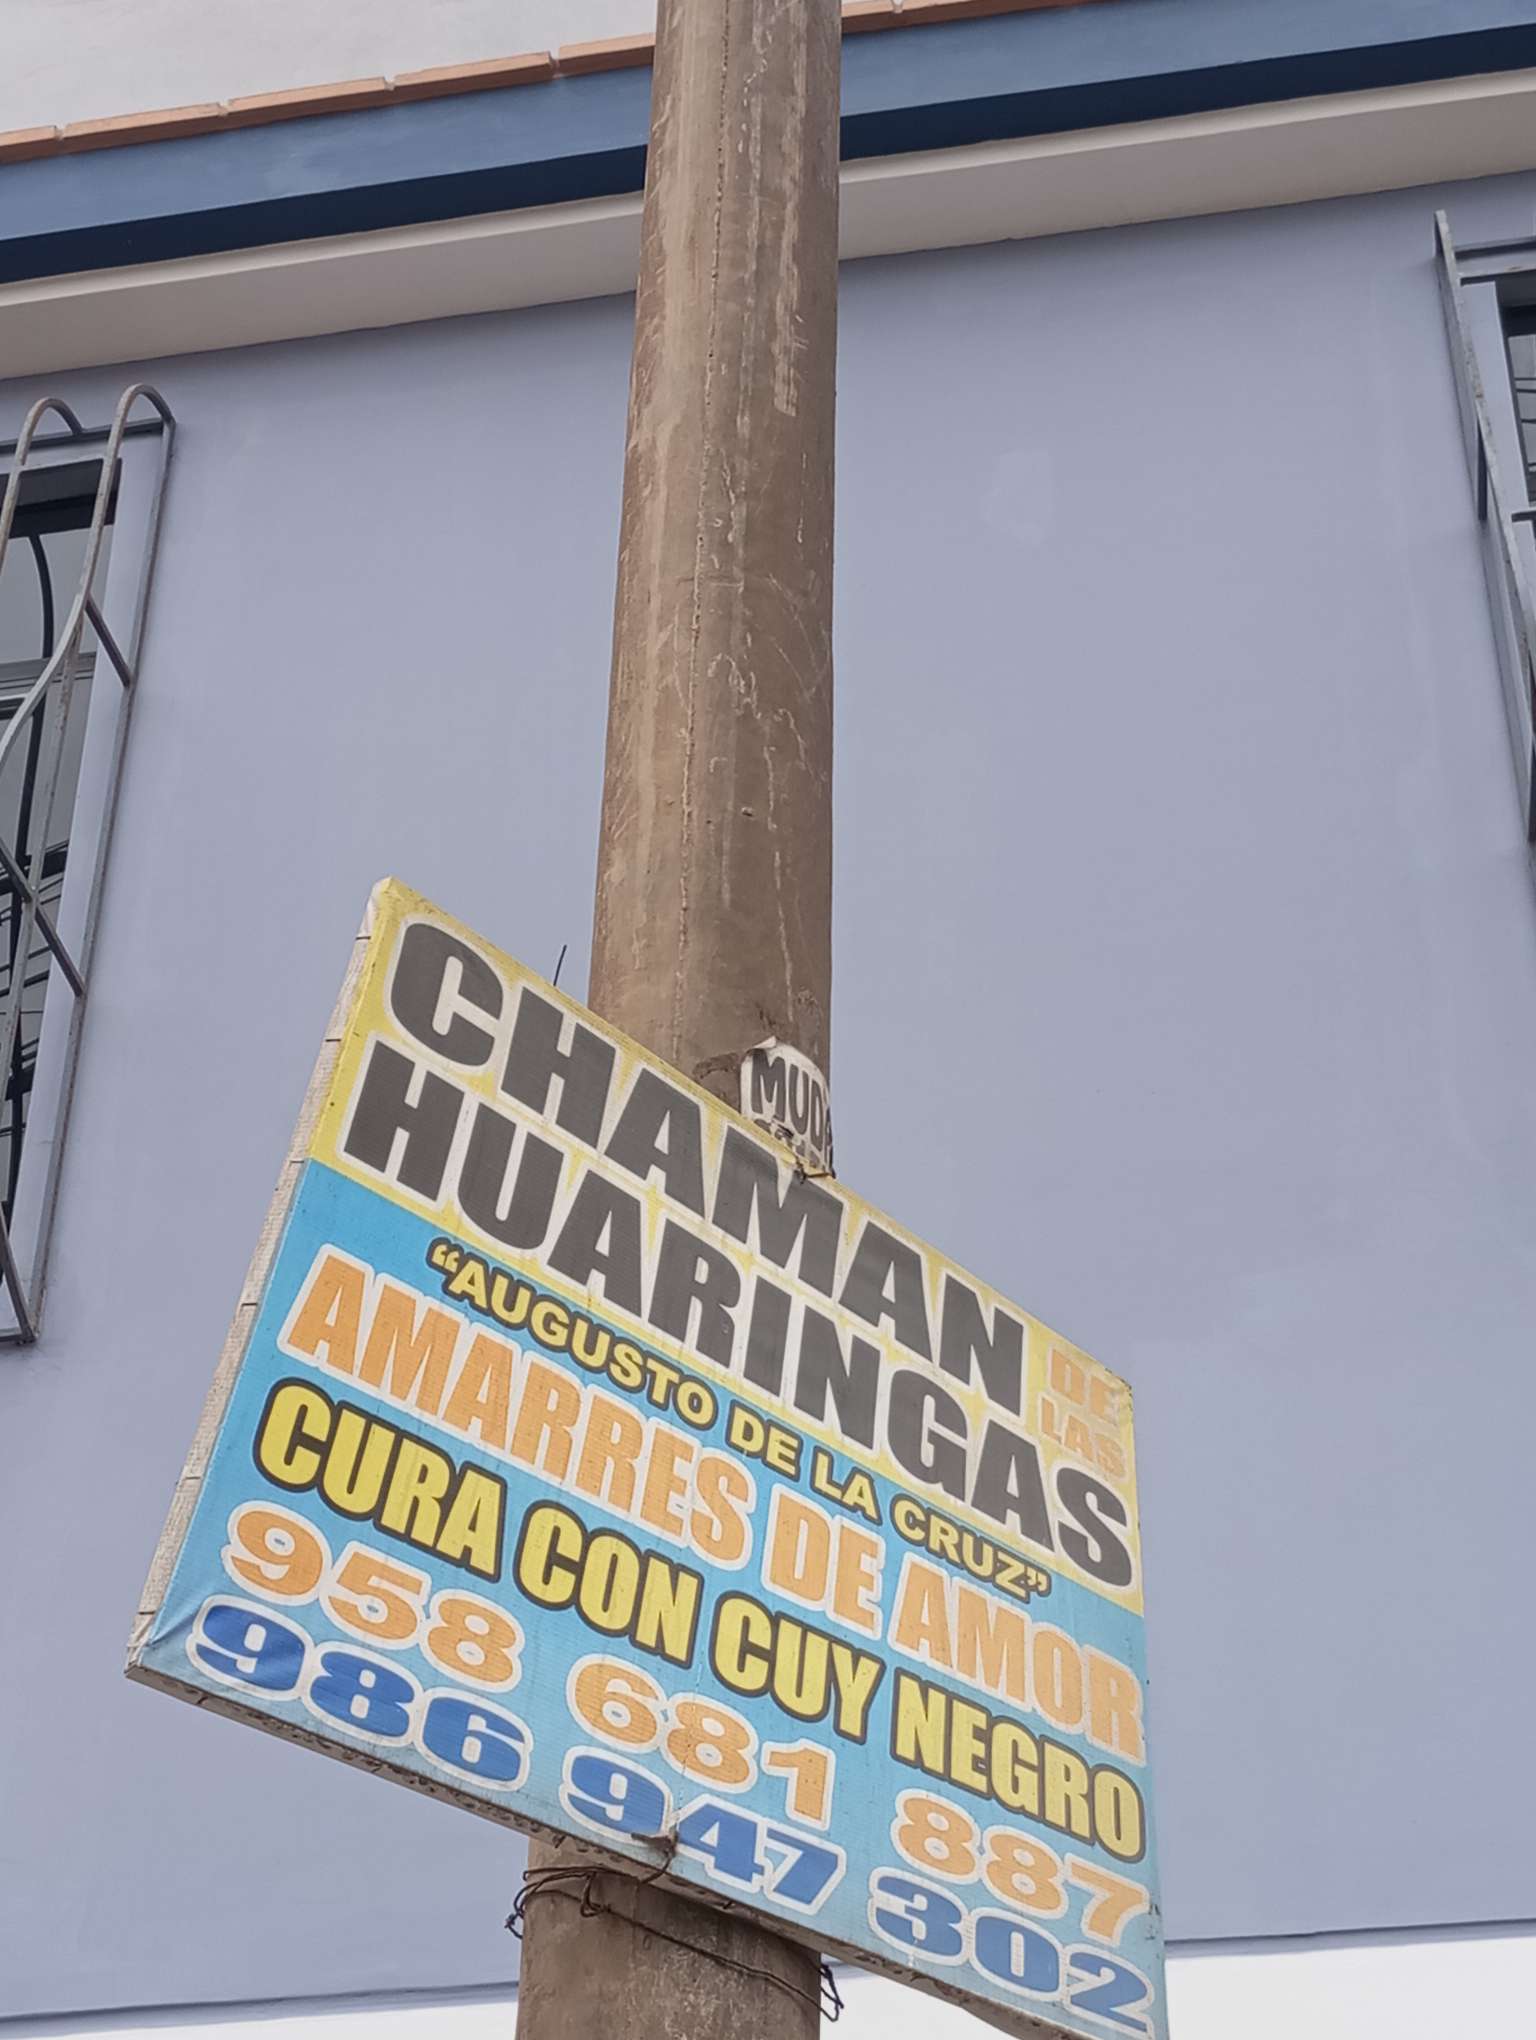 MUD
CHAMAN DE LAS
HUARINGAS
“AUGUSTO DE LA CRUZ”
AMARRES DE AMOR
CURA CON CUY NEGRO
958 681 887
986 947 302